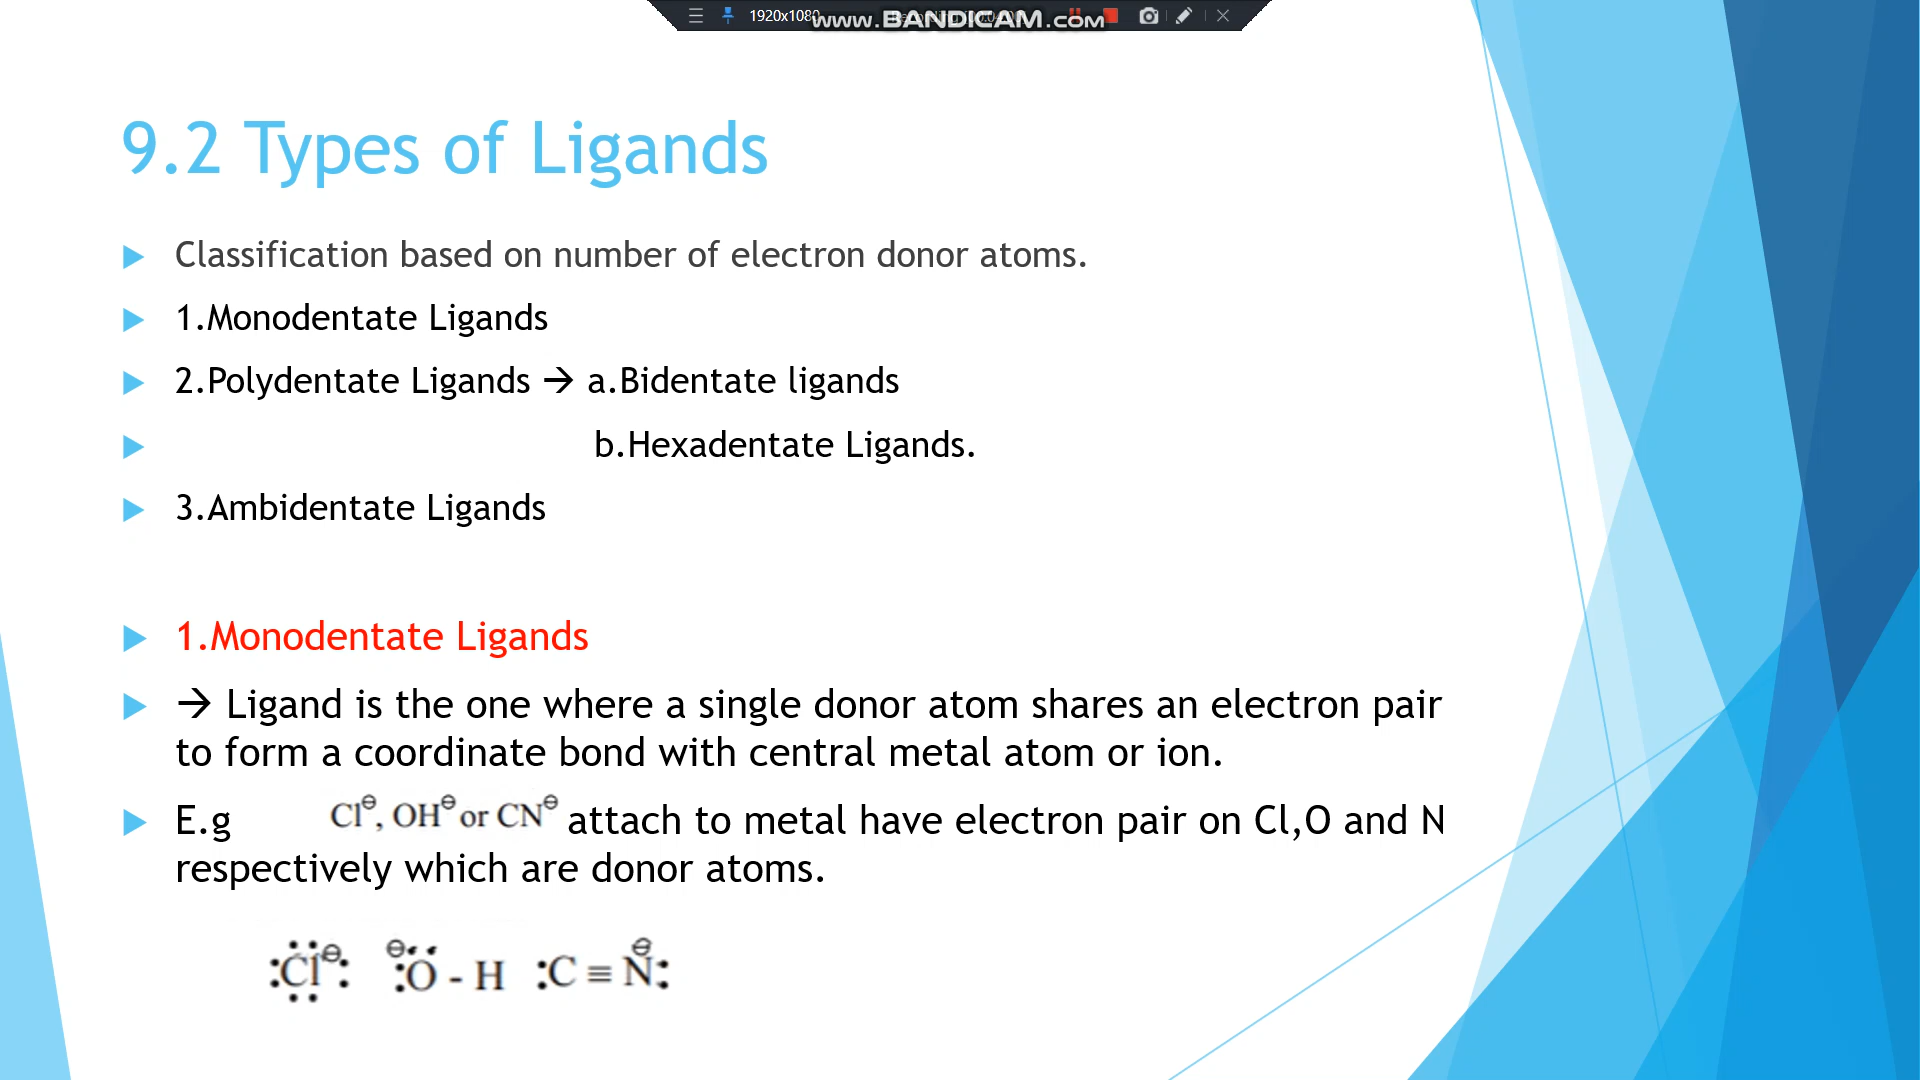 1920x1080
www.BANDICAM.com
9.2 Types of Ligands
Classification based on number of electron donor atoms.
1.Monodentate Ligands
2.Polydentate Ligands → a.Bidentate ligands
b.Hexadentate Ligands.
3.Ambidentate Ligands
1.Monodentate Ligands
→ Ligand is the one where a single donor atom shares an electron pair
to form a coordinate bond with central metal atom or ion.
E.g Cl⊖, OH⊖ or CN⊖ attach to metal have electron pair on Cl,O and N
respectively which are donor atoms.
:Cl⊖: ⊖:O - H :C ≡ N⊖: